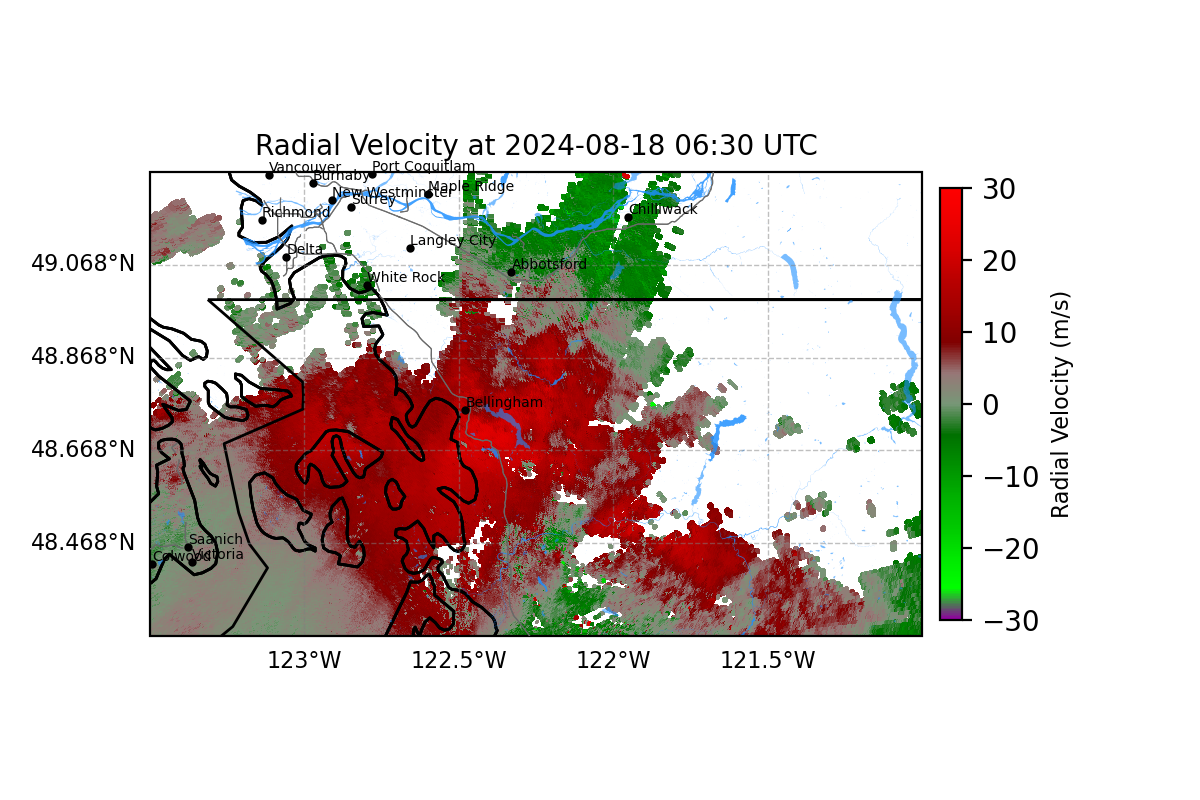 Radial Velocity at 2024-08-18 06:30 UTC
Vancouver
Port Coquitlam
Burnaby
Maple Ridge
New Westminster
Surrey
Richmond
Chilliwack
Delta
Langley City
Abbotsford
White Rock
Bellingham
Saanich
Colwood
Victoria
49.068°N
48.868°N
48.668°N
48.468°N
123°W
122.5°W
122°W
121.5°W
30
20
10
0
−10
−20
−30
Radial Velocity (m/s)